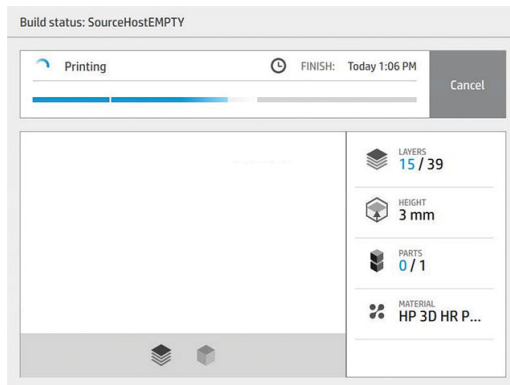 Build status: SourceHostEMPTY
Printing
FINISH: Today 1:06 PM
Cancel
LAYERS
15 / 39
HEIGHT
3 mm
PARTS
0 / 1
MATERIAL
HP 3D HR P...